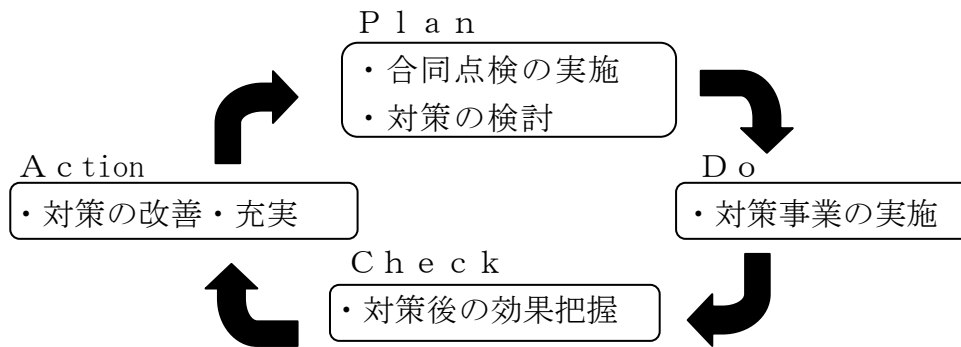 Ｐｌａｎ
・合同点検の実施
・対策の検討
Ｄｏ
・対策事業の実施
Ｃｈｅｃｋ
・対策後の効果把握
Ａｃtion
・対策の改善・充実